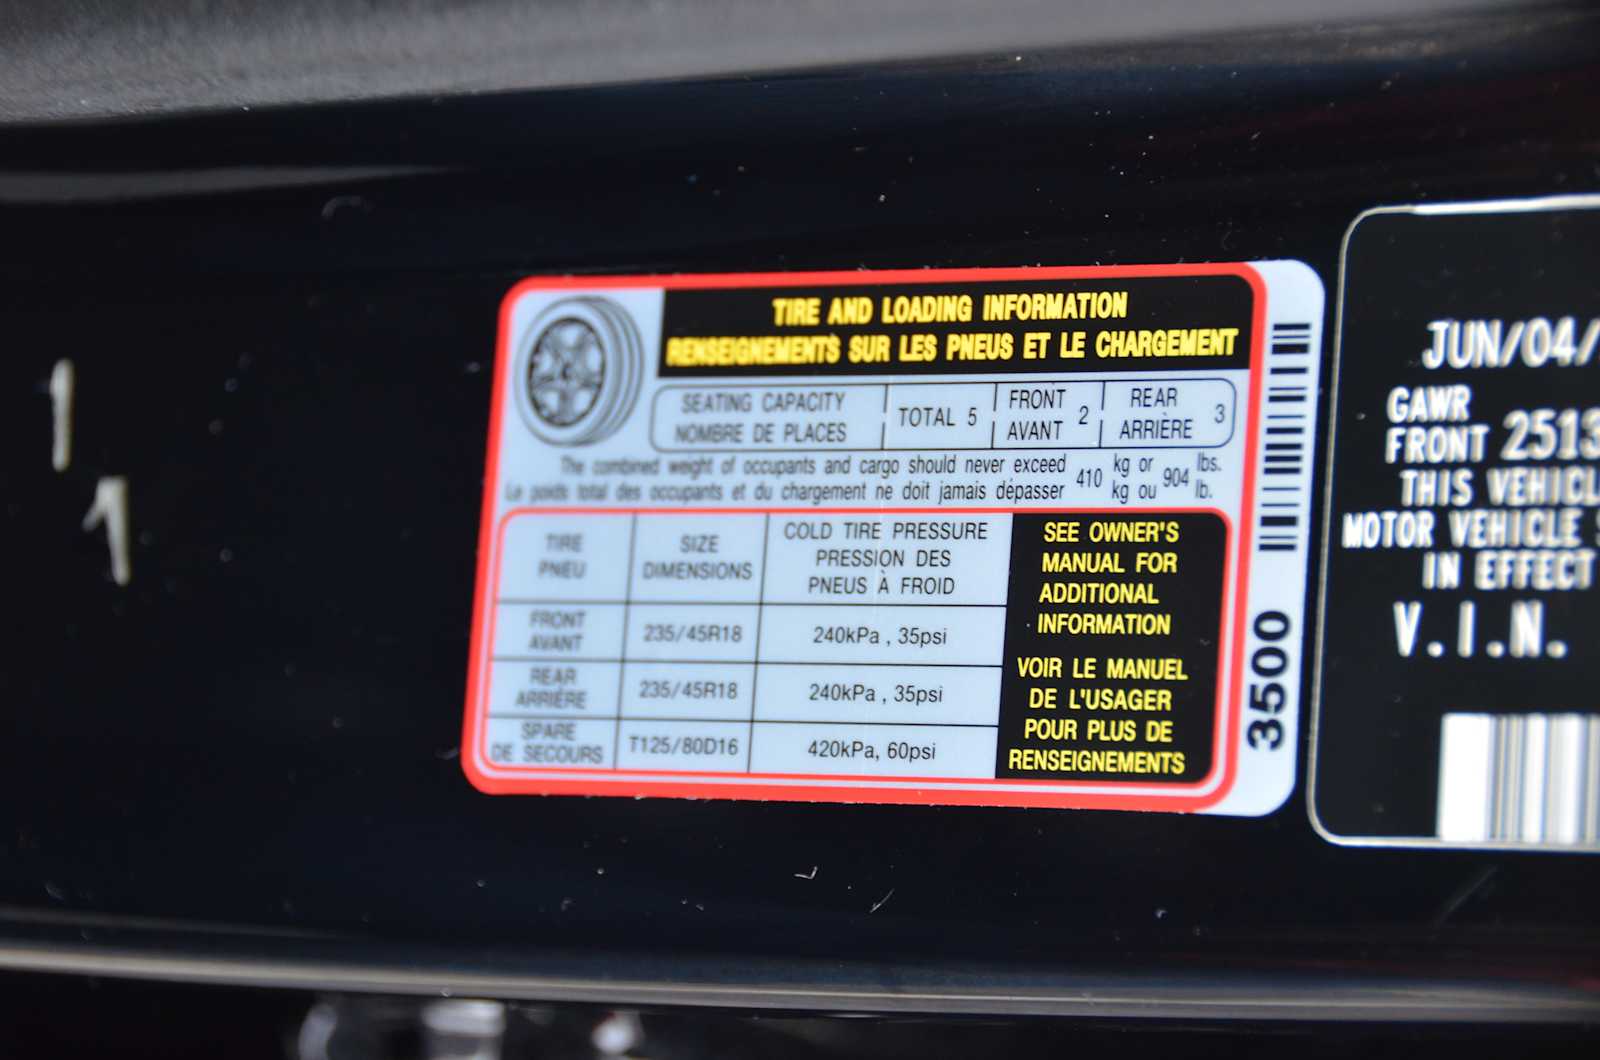 1
1
TIRE AND LOADING INFORMATION
RENSEIGNEMENTS SUR LES PNEUS ET LE CHARGEMENT
SEATING CAPACITY
NOMBRE DE PLACES
TOTAL 5
FRONT
AVANT 2
REAR
ARRIÈRE 3
The combined weight of occupants and cargo should never exceed 410 kg or 904 lbs.
Le poids total des occupants et du chargement ne doit jamais dépasser kg ou lb.
TIRE
PNEU
SIZE
DIMENSIONS
COLD TIRE PRESSURE
PRESSION DES
PNEUS À FROID
FRONT
AVANT
235/45R18
240kPa , 35psi
REAR
ARRIÈRE
235/45R18
240kPa , 35psi
SPARE
DE SECOURS
T125/80D16
420kPa, 60psi
SEE OWNER'S
MANUAL FOR
ADDITIONAL
INFORMATION
VOIR LE MANUEL
DE L'USAGER
POUR PLUS DE
RENSEIGNEMENTS
3500
JUN/04/
GAWR
FRONT 2513
THIS VEHICL
MOTOR VEHICLE
IN EFFECT
V.I.N.